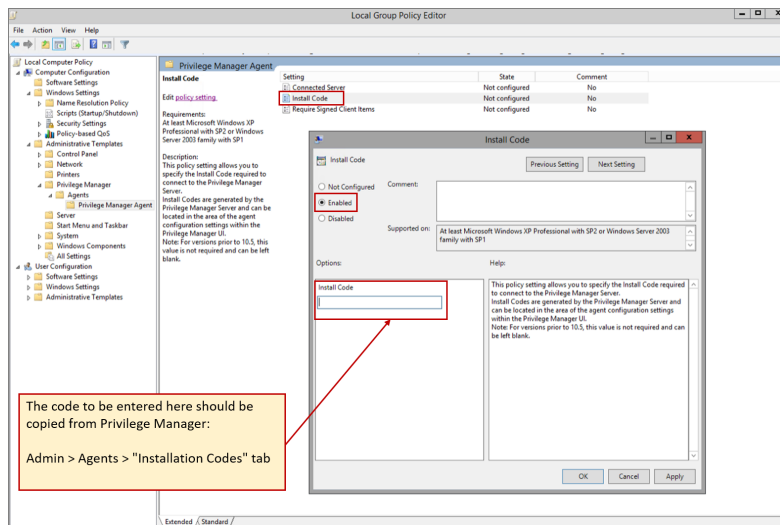 Local Group Policy Editor
File Action View Help
Local Computer Policy
Computer Configuration
Software Settings
Windows Settings
Name Resolution Policy
Scripts (Startup/Shutdown)
Security Settings
Policy-based QoS
Administrative Templates
Control Panel
Network
Printers
Privilege Manager
Agents
Privilege Manager Agent
Server
Start Menu and Taskbar
System
Windows Components
All Settings
User Configuration
Software Settings
Windows Settings
Administrative Templates
Privilege Manager Agent
Install Code
Edit policy setting
Requirements:
At least Microsoft Windows XP
Professional with SP2 or Windows
Server 2003 family with SP1
Description:
This policy setting allows you to
specify the Install Code required to
connect to the Privilege Manager
Server.
Install Codes are generated by the
Privilege Manager Server and can be
located in the area of the agent
configuration settings within the
Privilege Manager UI.
Note: For versions prior to 10.5, this
value is not required and can be left
blank.
Setting State Comment
Connected Server Not configured No
Install Code Not configured No
Require Signed Client Items Not configured No
Install Code
Install Code
Previous Setting Next Setting
Not Configured Comment:
Enabled
Disabled
Supported on: At least Microsoft Windows XP Professional with SP2 or Windows Server 2003
family with SP1
Options: Help:
Install Code
This policy setting allows you to specify the Install Code required
to connect to the Privilege Manager Server.
Install Codes are generated by the Privilege Manager Server and
can be located in the area of the agent configuration settings
within the Privilege Manager UI.
Note: For versions prior to 10.5, this value is not required and can
be left blank.
OK Cancel Apply
The code to be entered here should be
copied from Privilege Manager:
Admin > Agents > "Installation Codes" tab
Extended Standard